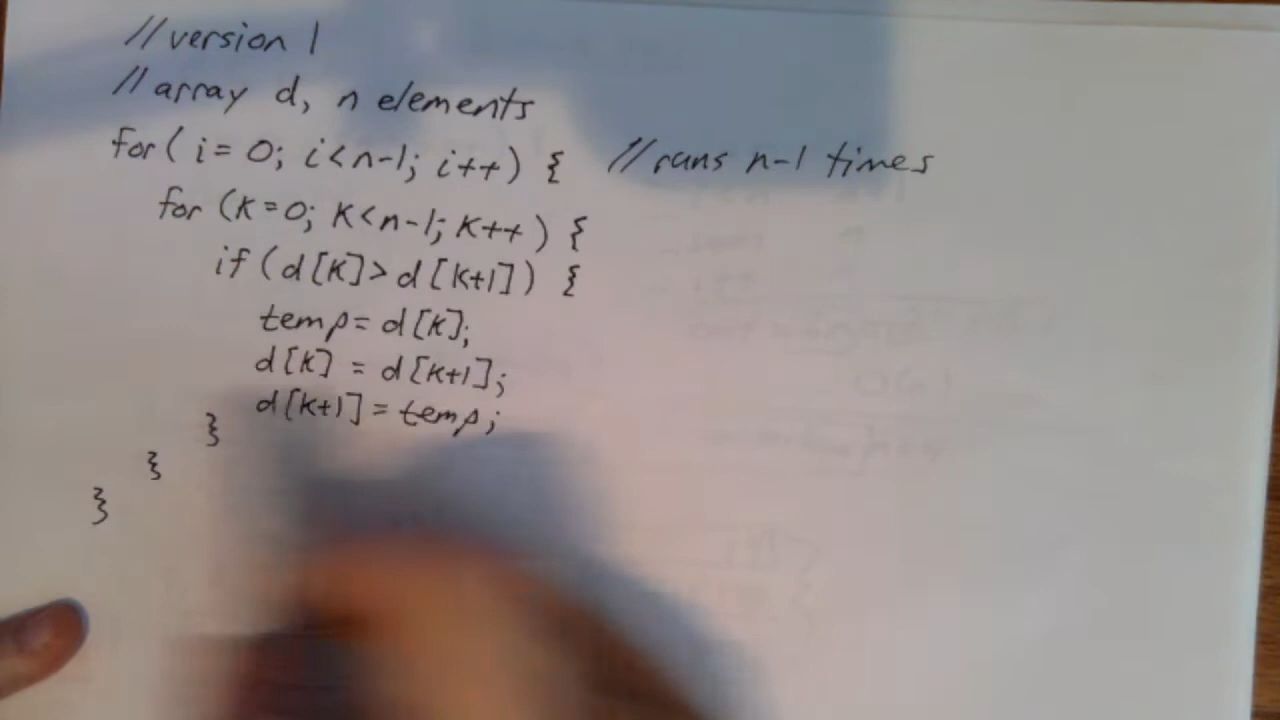 //version 1
//array d, n elements
for( i = 0; i<n-1; i++) { //runs n-1 times
for (k=0; k<n-1; k++) {
if (d[k]> d[k+1]) {
temp= d[k];
d[k] = d[k+1];
d[k+1] = temp;
}
}
}